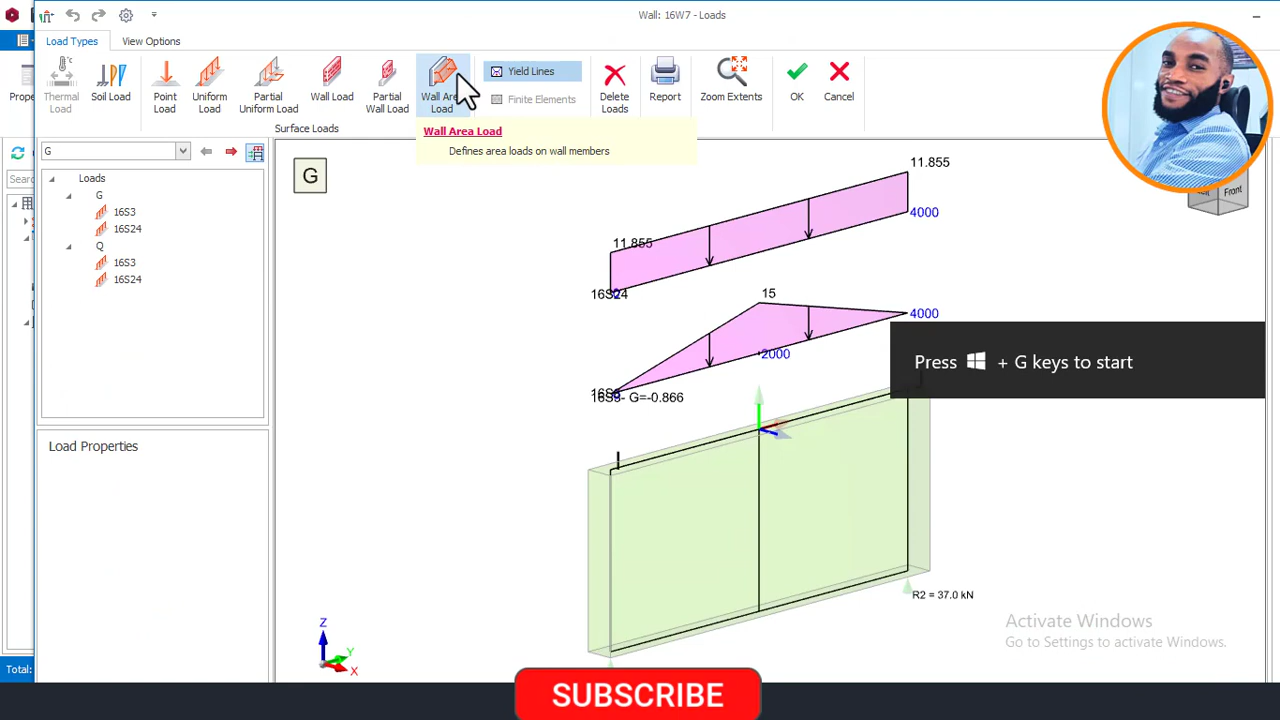 Wall: 16W7 - Loads
Load Types
View Options
Thermal Load
Soil Load
Point Load
Uniform Load
Partial Uniform Load
Wall Load
Partial Wall Load
Wall Area Load
Yield Lines
Finite Elements
Delete Loads
Report
Zoom Extents
OK
Cancel
Surface Loads
Wall Area Load
Defines area loads on wall members
G
Loads
G
16S3
16S24
Q
16S3
16S24
Load Properties
G
11.855
4000
11.855
16S24
15
4000
2000
- G=-0.866
Press + G keys to start
R2 = 37.0 kN
Front
Z
Y
X
Activate Windows
Go to Settings to activate Windows.
Total:
SUBSCRIBE